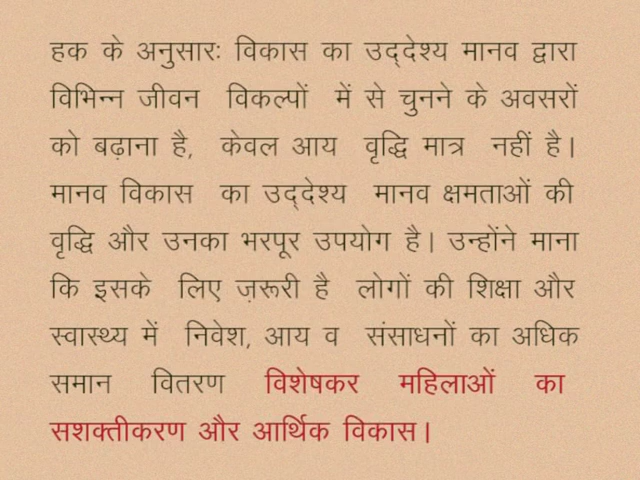 हक के अनुसारः विकास का उद्देश्य मानव द्वारा
विभिन्न जीवन विकल्पों में से चुनने के अवसरों
को बढ़ाना है, केवल आय वृद्धि मात्र नहीं है।
मानव विकास का उद्देश्य मानव क्षमताओं की
वृद्धि और उनका भरपूर उपयोग है। उन्होंने माना
कि इसके लिए ज़रूरी है लोगों की शिक्षा और
स्वास्थ्य में निवेश, आय व संसाधनों का अधिक
समान वितरण विशेषकर महिलाओं का
सशक्तीकरण और आर्थिक विकास।